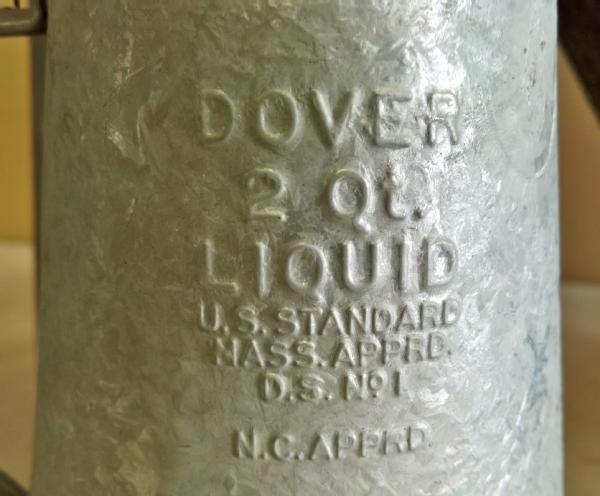 DOVER
2 Qt.
LIQUID
U.S. STANDARD
MASS. APPRD.
D.S. Nº 1
N.C. APPRD.